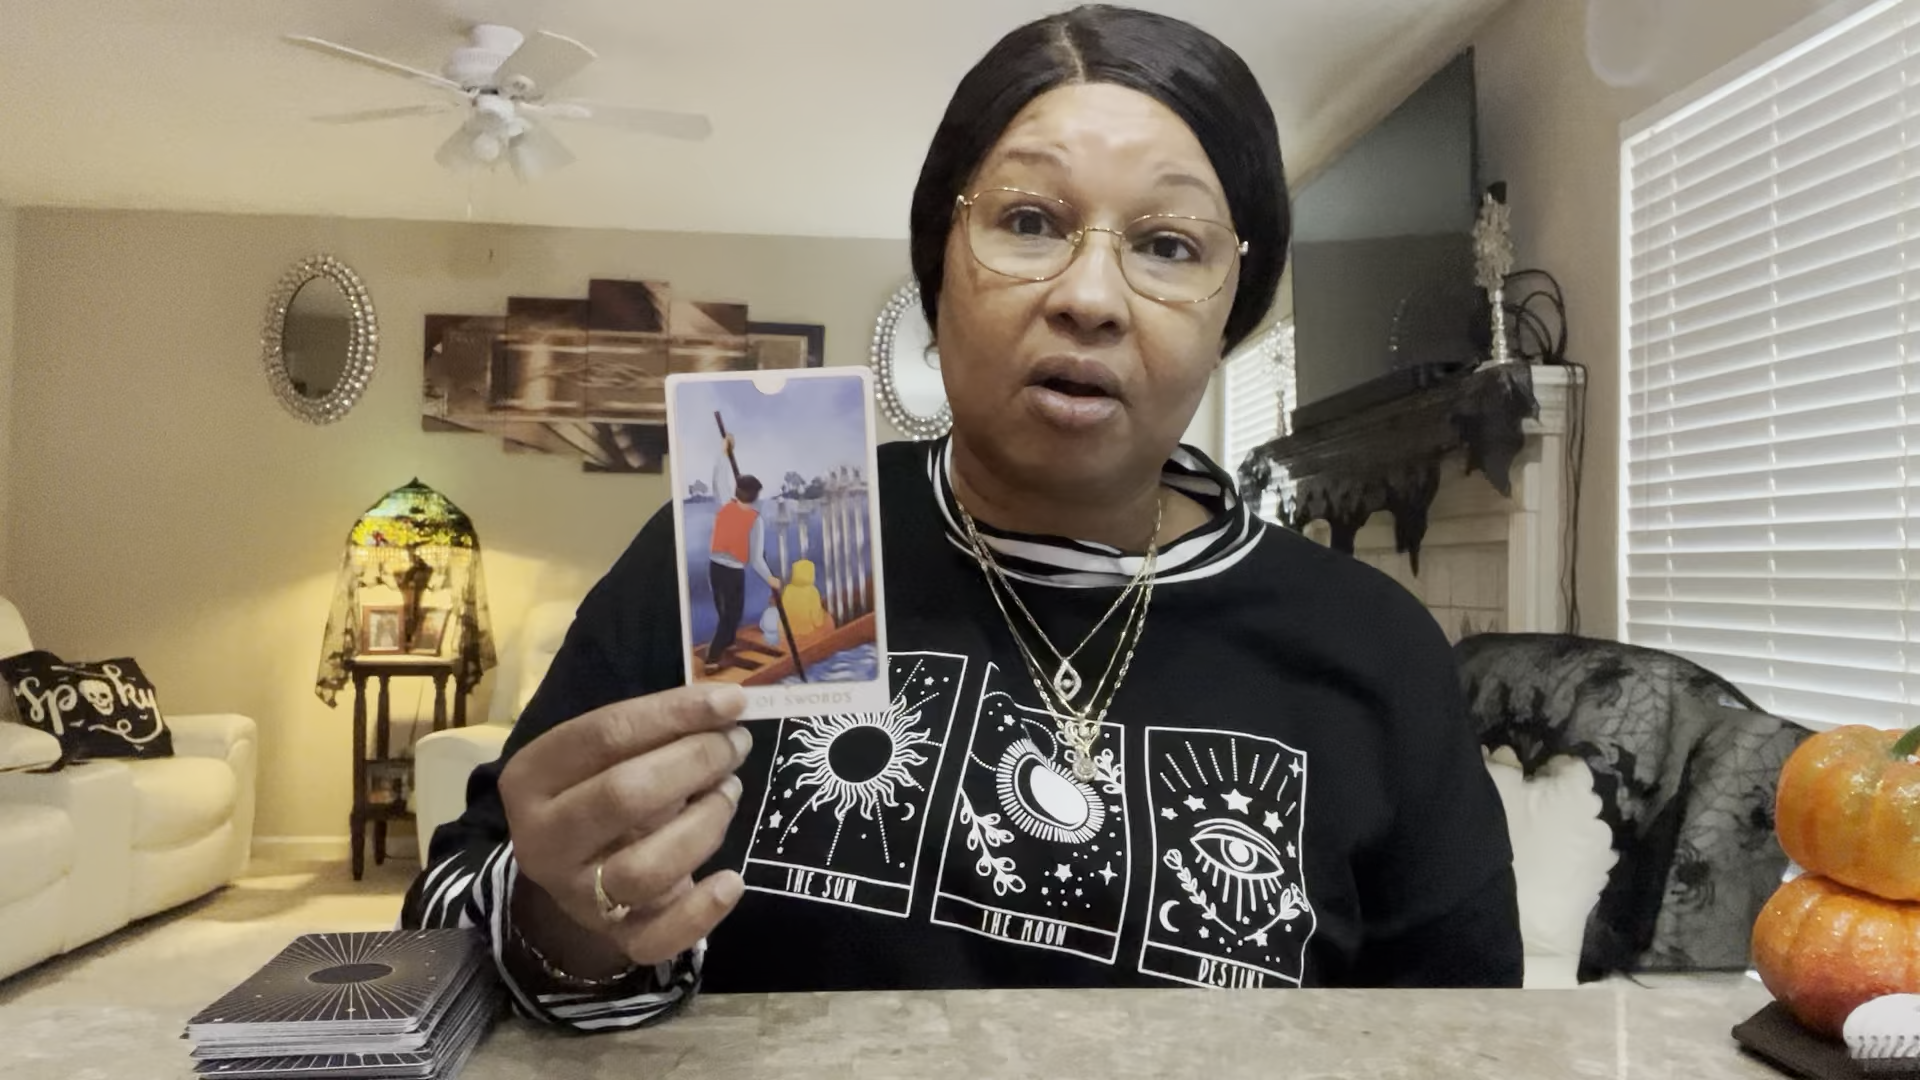 spooky
OF SWORDS
THE SUN
THE MOON
DESTINY